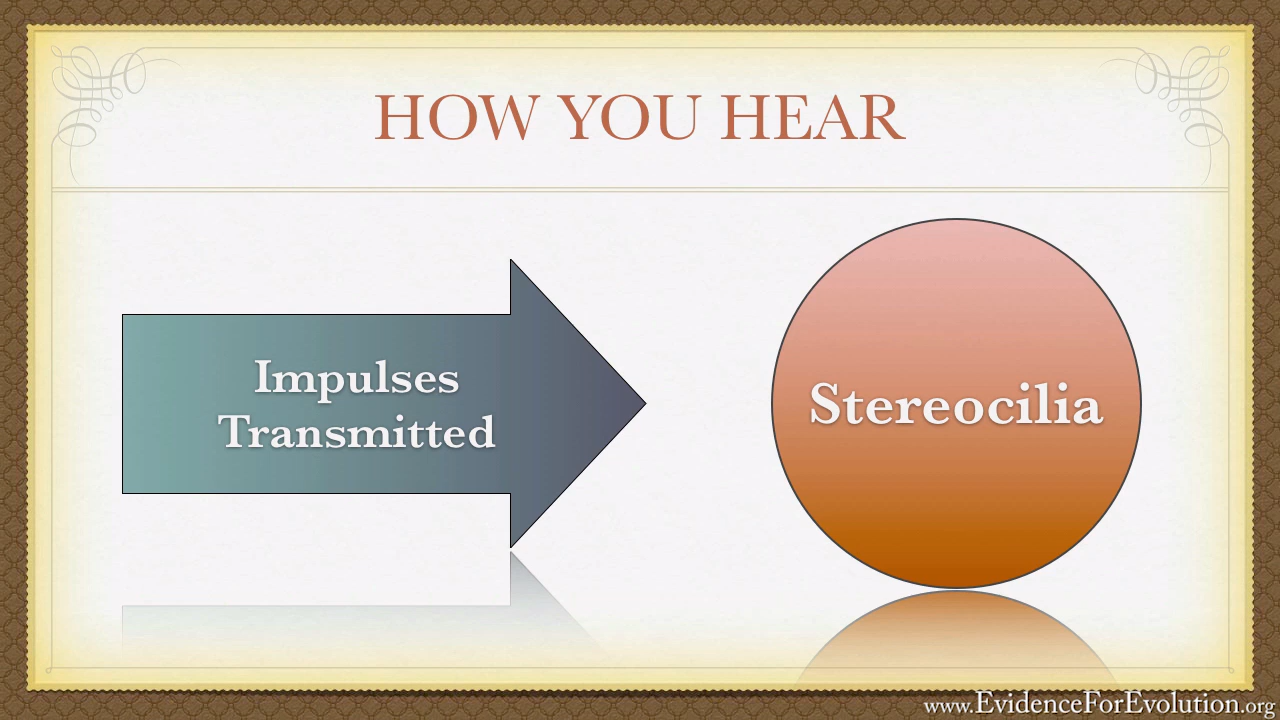 HOW YOU HEAR
Impulses
Transmitted
Stereocilia
www.EvidenceForEvolution.org